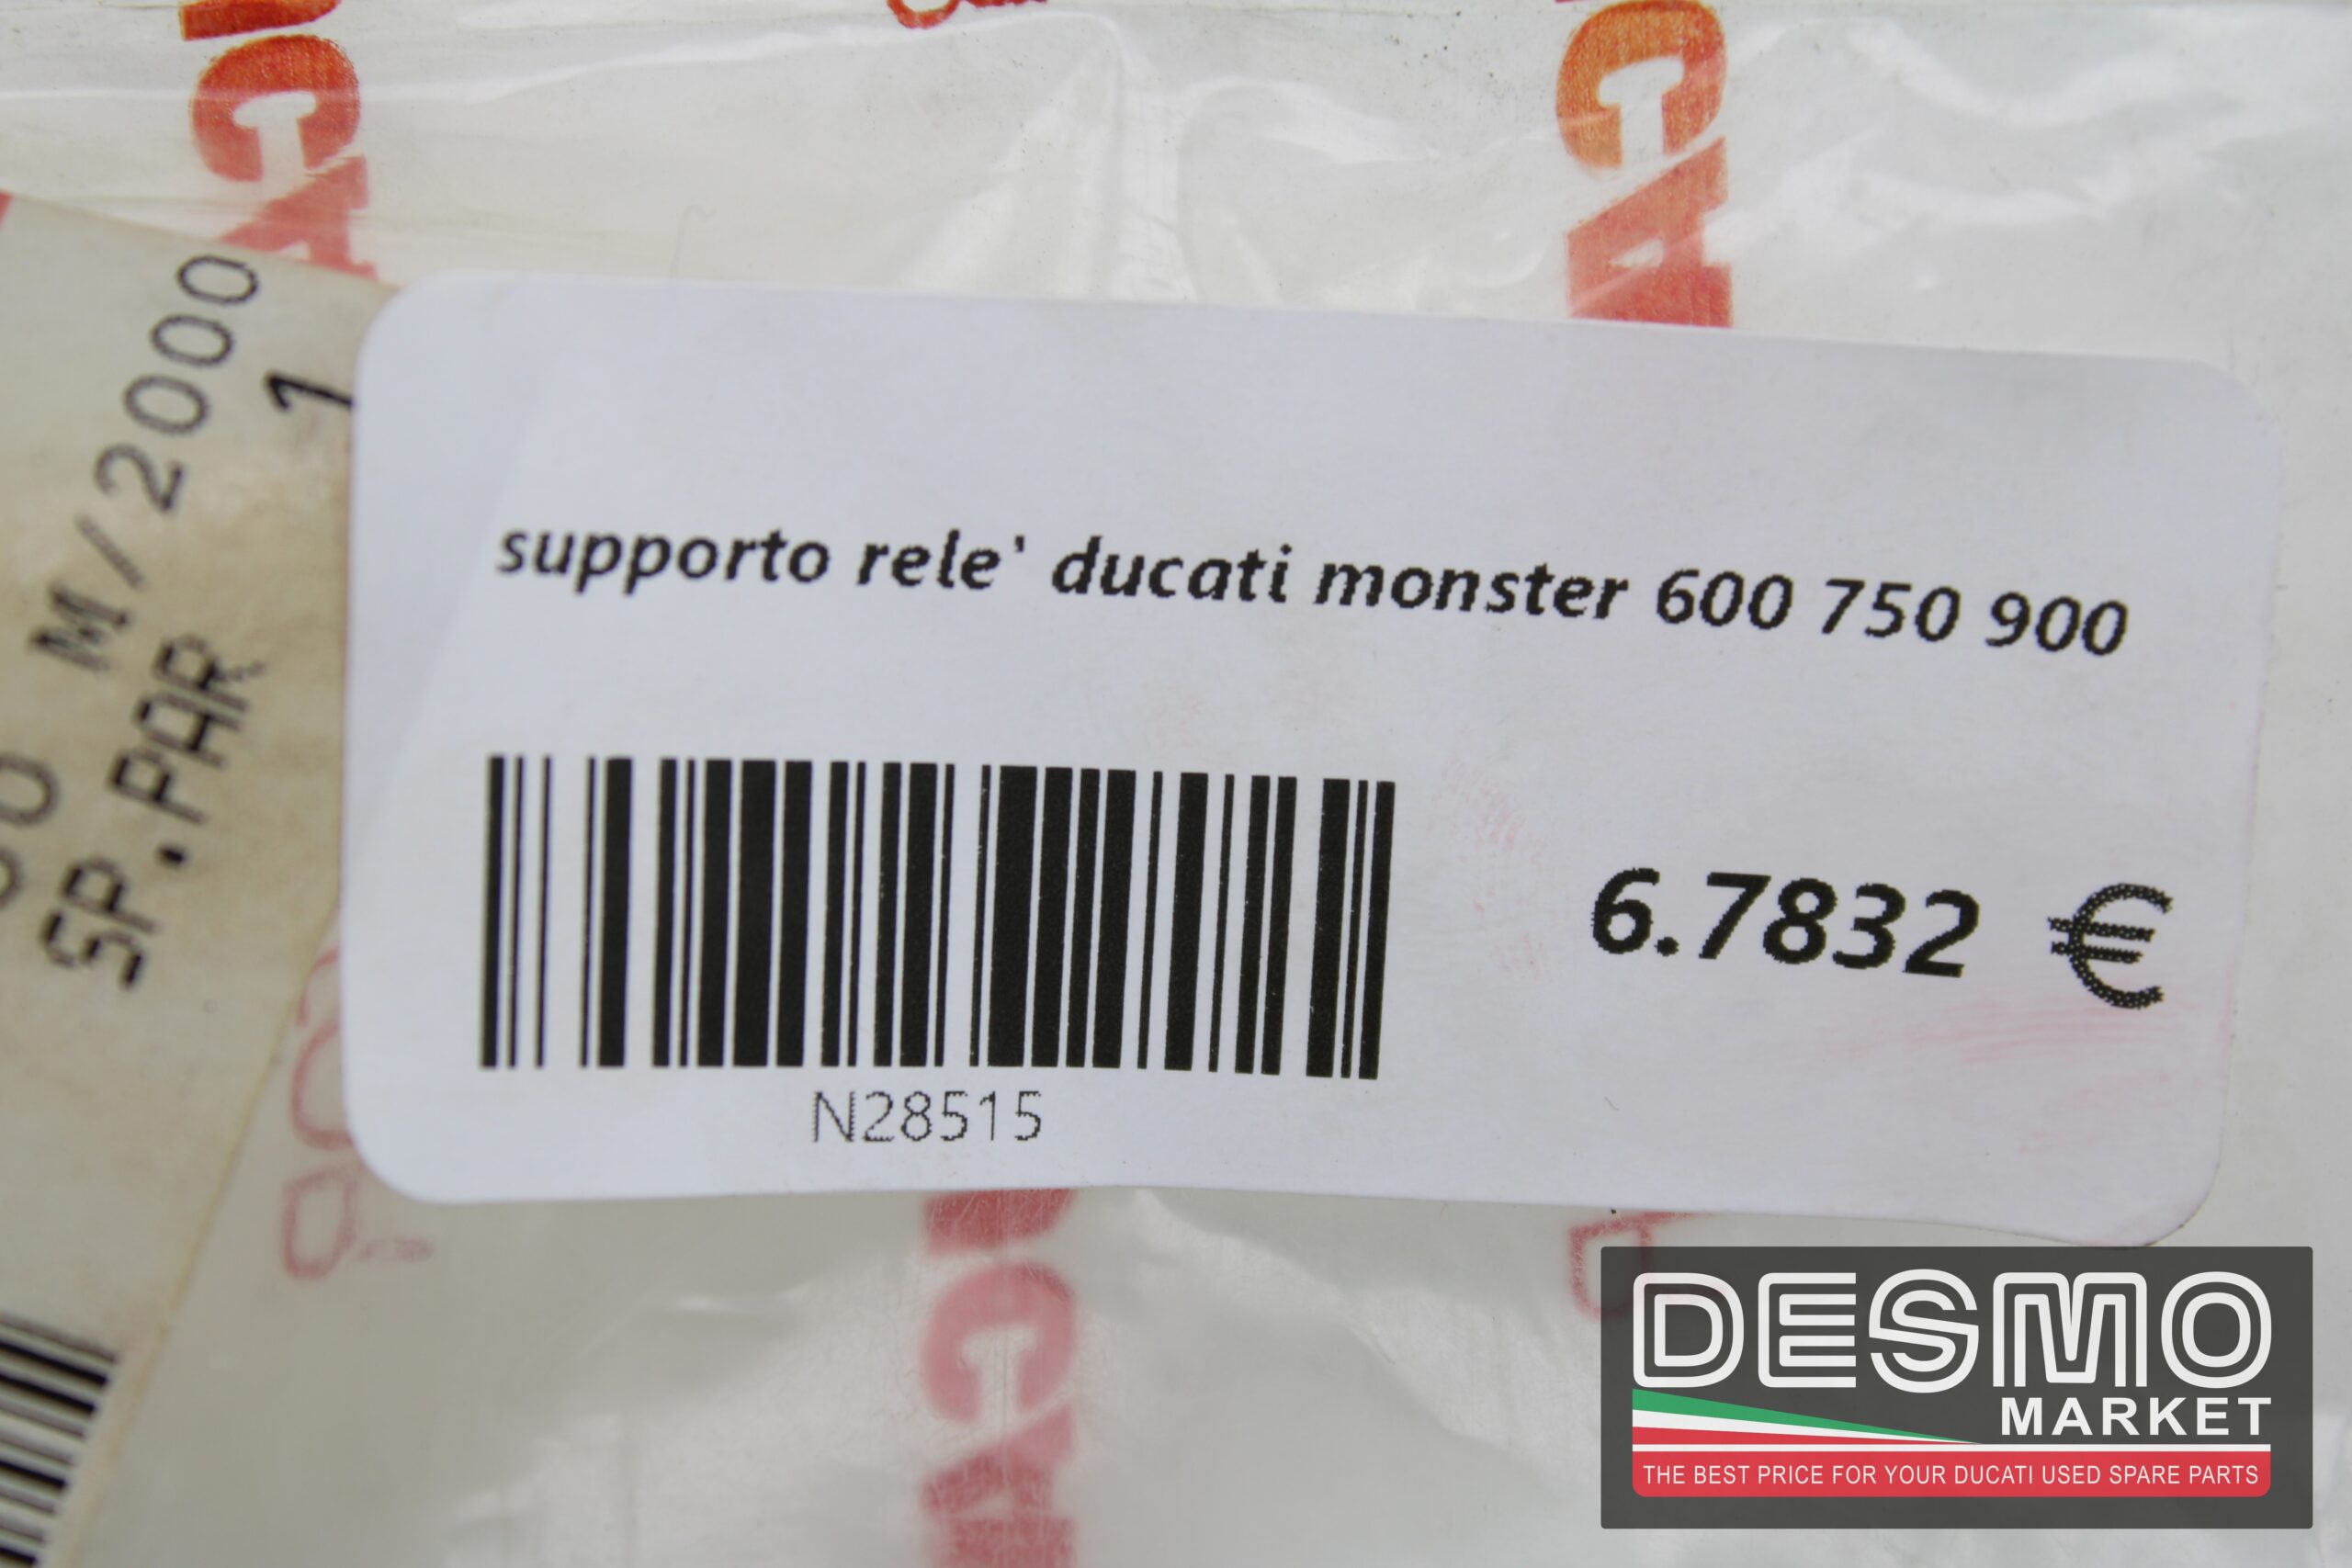 M/2000
SP.PAR 1
supporto rele' ducati monster 600 750 900
6.7832 €
N28515
DESMO
MARKET
THE BEST PRICE FOR YOUR DUCATI USED SPARE PARTS